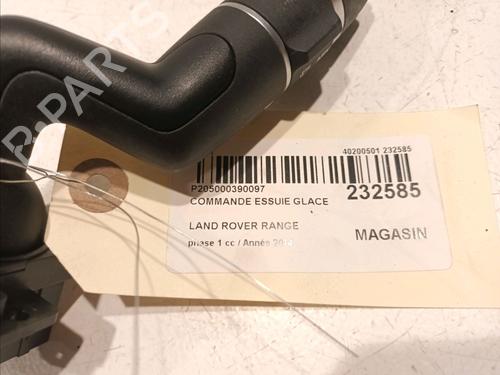 40200501 232585
P205000390097
COMMANDE ESSUIE GLACE
232585
LAND ROVER RANGE
MAGASIN
phase 1 cc / Année
B-PARTS